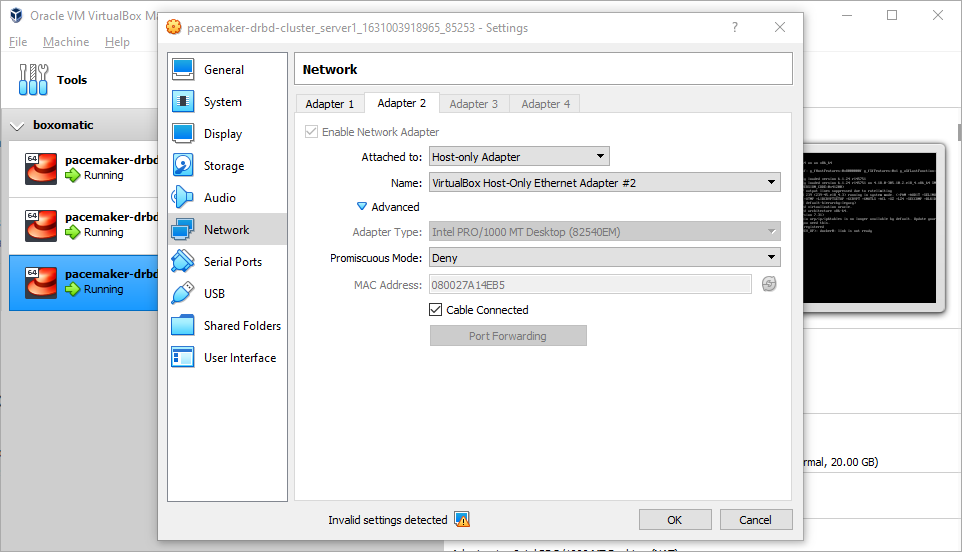 Oracle VM VirtualBox Ma
File Machine Help
Tools
boxomatic
64
pacemaker-drbd
Running
64
pacemaker-drbd
Running
64
pacemaker-drbd
Running
pacemaker-drbd-cluster_server1_1631003918965_85253 - Settings
?
General
System
Display
Storage
Audio
Network
Serial Ports
USB
Shared Folders
User Interface
Network
Adapter 1 Adapter 2 Adapter 3 Adapter 4
Enable Network Adapter
Attached to: Host-only Adapter
Name: VirtualBox Host-Only Ethernet Adapter #2
Advanced
Adapter Type: Intel PRO/1000 MT Desktop (82540EM)
Promiscuous Mode: Deny
MAC Address: 080027A14EB5
Cable Connected
Port Forwarding
Invalid settings detected
OK Cancel
rmal, 20.00 GB)